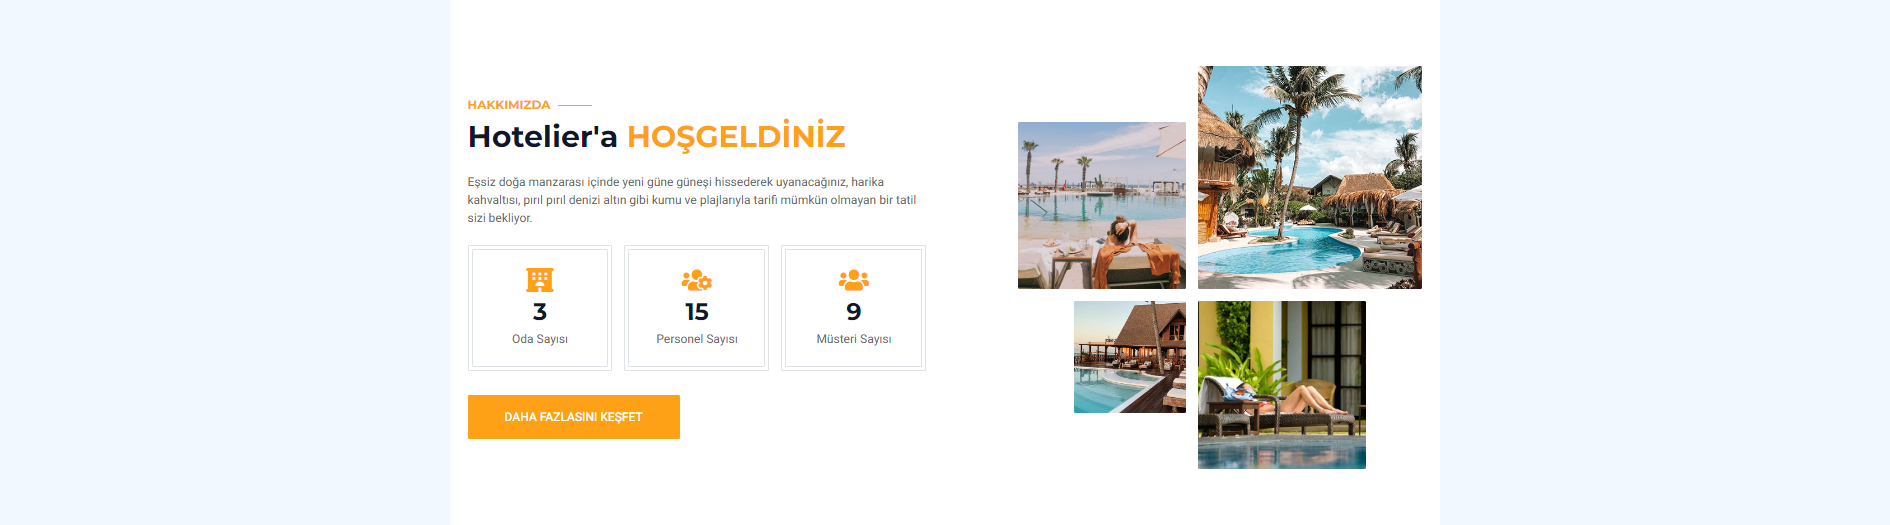 HAKKIMIZDA
Hotelier'a HOŞGELDİNİZ
Eşsiz doğa manzarası içinde yeni güne güneşi hissederek uyanacağınız, harika
kahvaltısı, pırıl pırıl denizi altın gibi kumu ve plajlarıyla tarifi mümkün olmayan bir tatil
sizi bekliyor.
3
Oda Sayısı
15
Personel Sayısı
9
Müsteri Sayısı
DAHA FAZLASINI KEŞFET